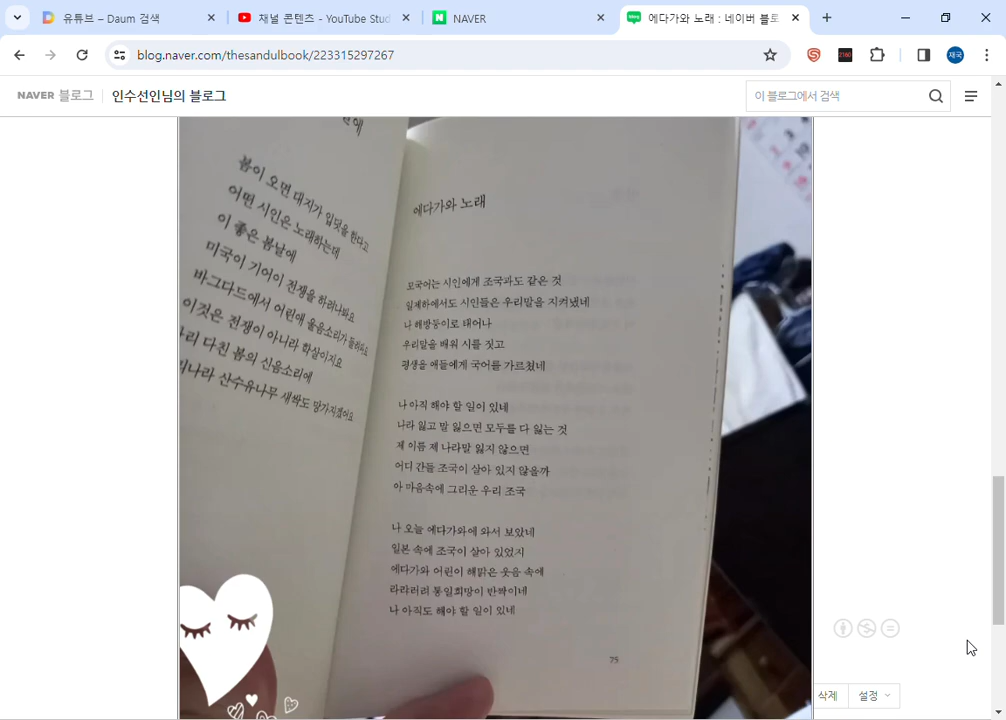 유튜브 – Daum 검색
채널 콘텐츠 - YouTube Stud
NAVER
에다가와 노래 : 네이버 블로
blog.naver.com/thesandulbook/223315297267
2160
재국
NAVER 블로그
인수선인님의 블로그
이 블로그에서 검색
봄이 오면 대지가 입덧을 한다고
어떤 시인은 노래하는데
이 좋은 봄날에
미국이 기어이 전쟁을 하려나봐요
바그다드에서 어린애 울음소리가 들려와요
이것은 전쟁이 아니라 학살이지요
다친 봄의 신음소리에
산수유나무 새싹도 망가지겠어요
에다가와 노래
모국어는 시인에게 조국과도 같은 것
일제하에서도 시인들은 우리말을 지켜냈네
나 해방둥이로 태어나
우리말을 배워 시를 짓고
평생을 애들에게 국어를 가르쳤네
나 아직 해야 할 일이 있네
나라 잃고 말 잃으면 모두를 다 잃는 것
제 이름 제 나라말 잃지 않으면
어디 간들 조국이 살아 있지 않을까
아 마음속에 그리운 우리 조국
나 오늘 에다가와에 와서 보았네
일본 속에 조국이 살아 있었지
에다가와 어린이 해맑은 웃음 속에
랄랴러리 통일희망이 반짝이네
나 아직도 해야 할 일이 있네
75
삭제
설정